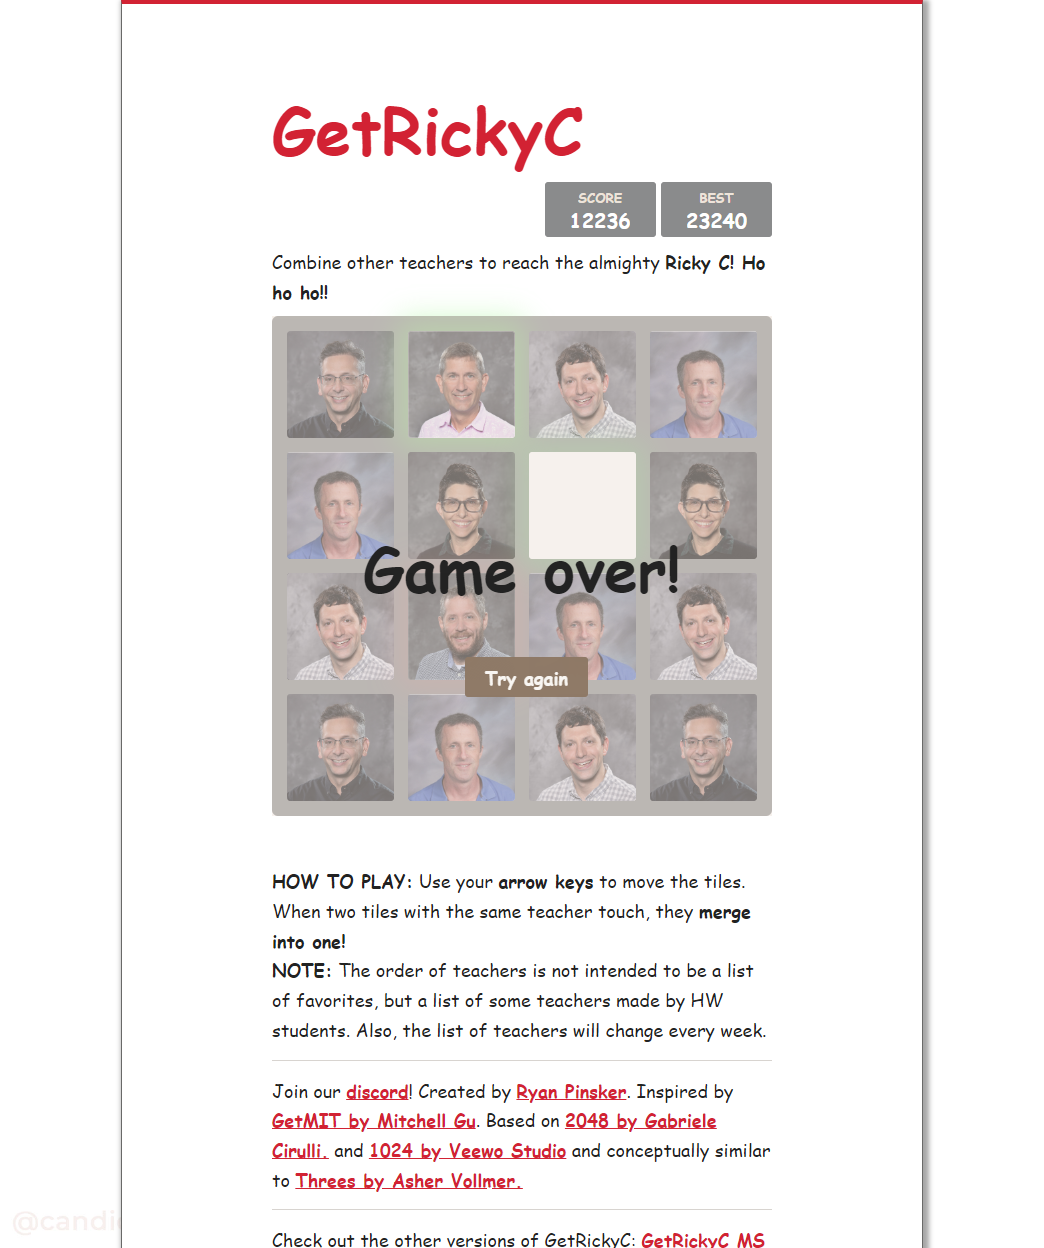 GetRickyC
SCORE
12236
BEST
23240
Combine other teachers to reach the almighty Ricky C! Ho
ho ho!!
Game over!
Try again
HOW TO PLAY: Use your arrow keys to move the tiles.
When two tiles with the same teacher touch, they merge
into one!
NOTE: The order of teachers is not intended to be a list
of favorites, but a list of some teachers made by HW
students. Also, the list of teachers will change every week.
Join our discord! Created by Ryan Pinsker. Inspired by
GetMIT by Mitchell Gu. Based on 2048 by Gabriele
Cirulli. and 1024 by Veewo Studio and conceptually similar
to Threes by Asher Vollmer.
Check out the other versions of GetRickyC: GetRickyC MS